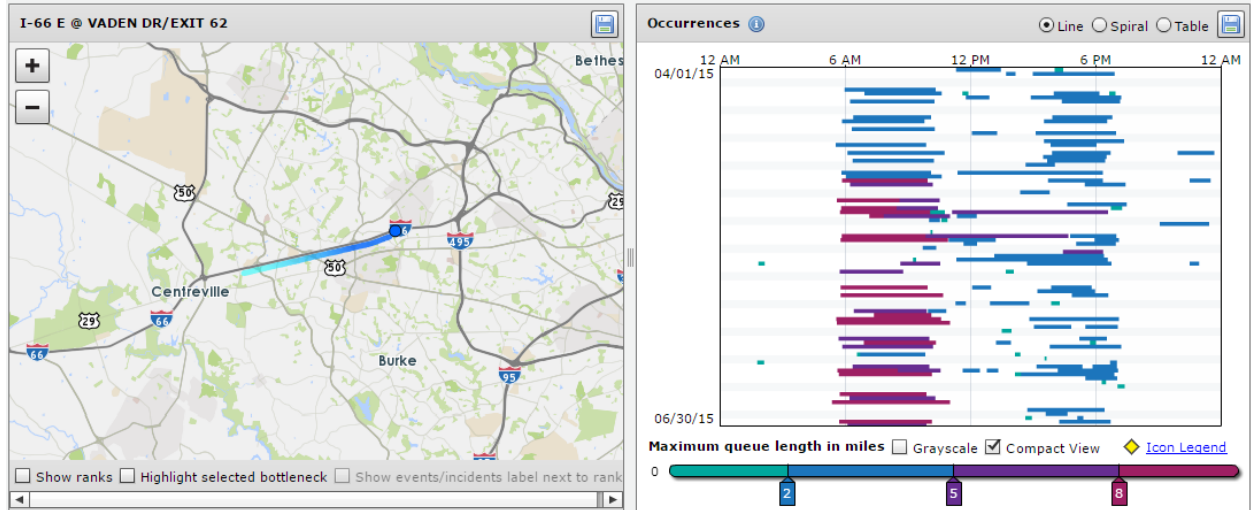 I-66 E @ VADEN DR/EXIT 62
+
−
Bethes
50
29
66
495
50
Centreville
29
66
66
Burke
95
Show ranks Highlight selected bottleneck Show events/incidents label next to rank
Occurrences
Line Spiral Table
12 AM 6 AM 12 PM 6 PM 12 AM
04/01/15
06/30/15
Maximum queue length in miles Grayscale Compact View Icon Legend
0
2 5 8